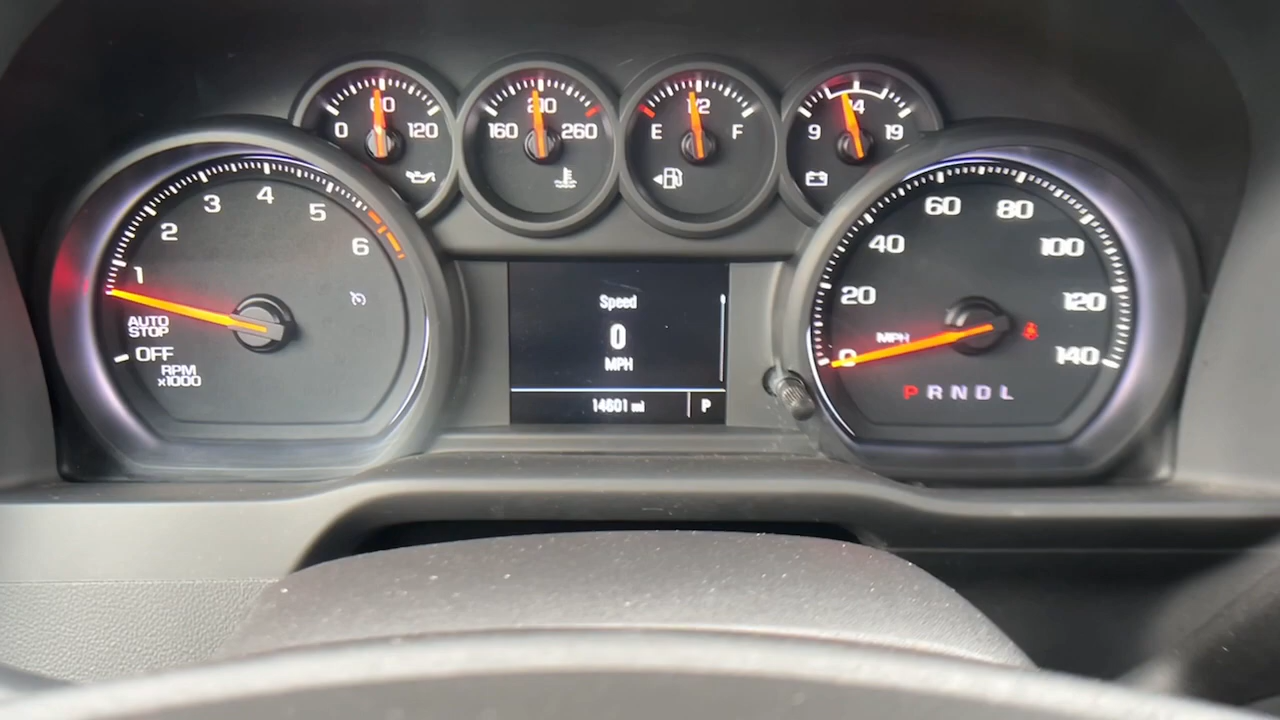 0 60 120
160 210 260
E 1/2 F
9 14 19
1 2 3 4 5 6
AUTO
STOP
OFF
RPM
x1000
Speed
0
MPH
14601 mi P
0 20 40 60 80 100 120 140
MPH
P R N D L